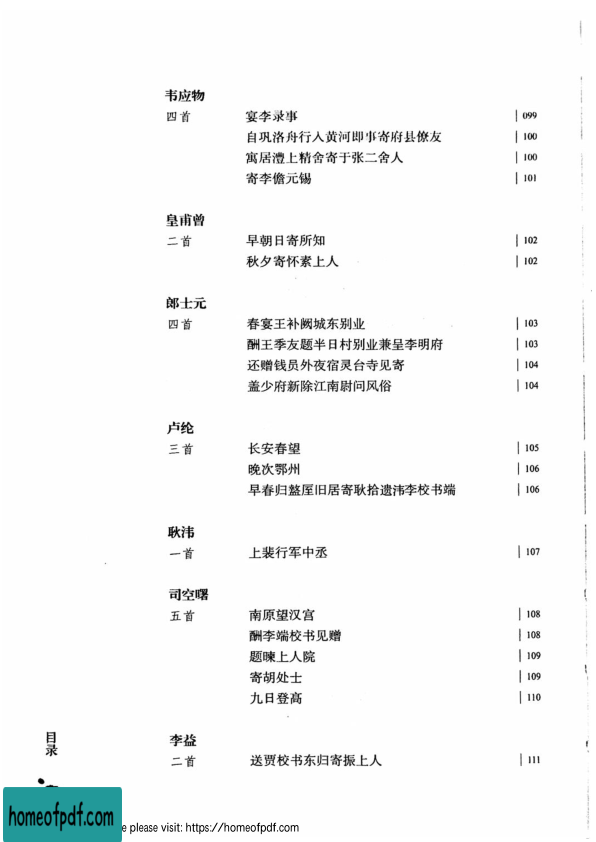 韦应物
四首 宴李录事 | 099
自巩洛舟行入黄河即事寄府县僚友 | 100
寓居澧上精舍寄于张二舍人 | 100
寄李儋元锡 | 101
皇甫曾
二首 早朝日寄所知 | 102
秋夕寄怀素上人 | 102
郎士元
四首 春宴王补阙城东别业 | 103
酬王季友题半日村别业兼呈李明府 | 103
还赠钱员外夜宿灵台寺见寄 | 104
盖少府新除江南尉问风俗 | 104
卢纶
三首 长安春望 | 105
晚次鄂州 | 106
早春归盩厔旧居寄耿拾遗湋李校书端 | 106
耿湋
一首 上裴行军中丞 | 107
司空曙
五首 南原望汉宫 | 108
酬李端校书见赠 | 108
题暕上人院 | 109
寄胡处士 | 109
九日登高 | 110
李益
二首 送贾校书东归寄振上人 | 111
目录
homeofpdf.com
e please visit: https://homeofpdf.com